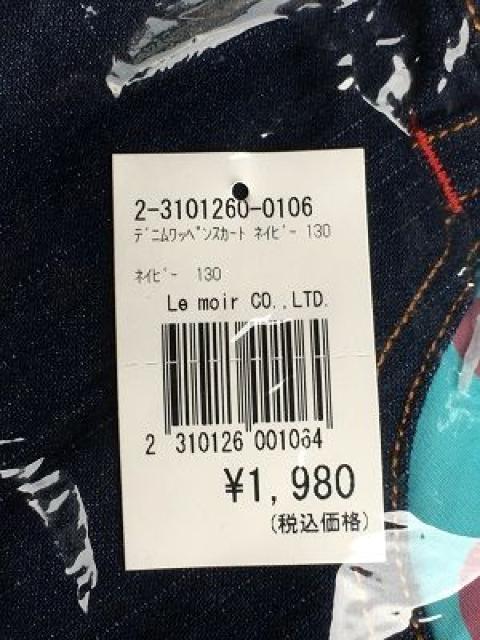 2-3101260-0106
ﾃﾞﾆﾑﾜｯﾍﾟﾝｽｶｰﾄ ﾈｲﾋﾞｰ 130
ﾈｲﾋﾞｰ 130
Le moir CO.,LTD.
2 310126 001064
¥1,980
(税込価格)